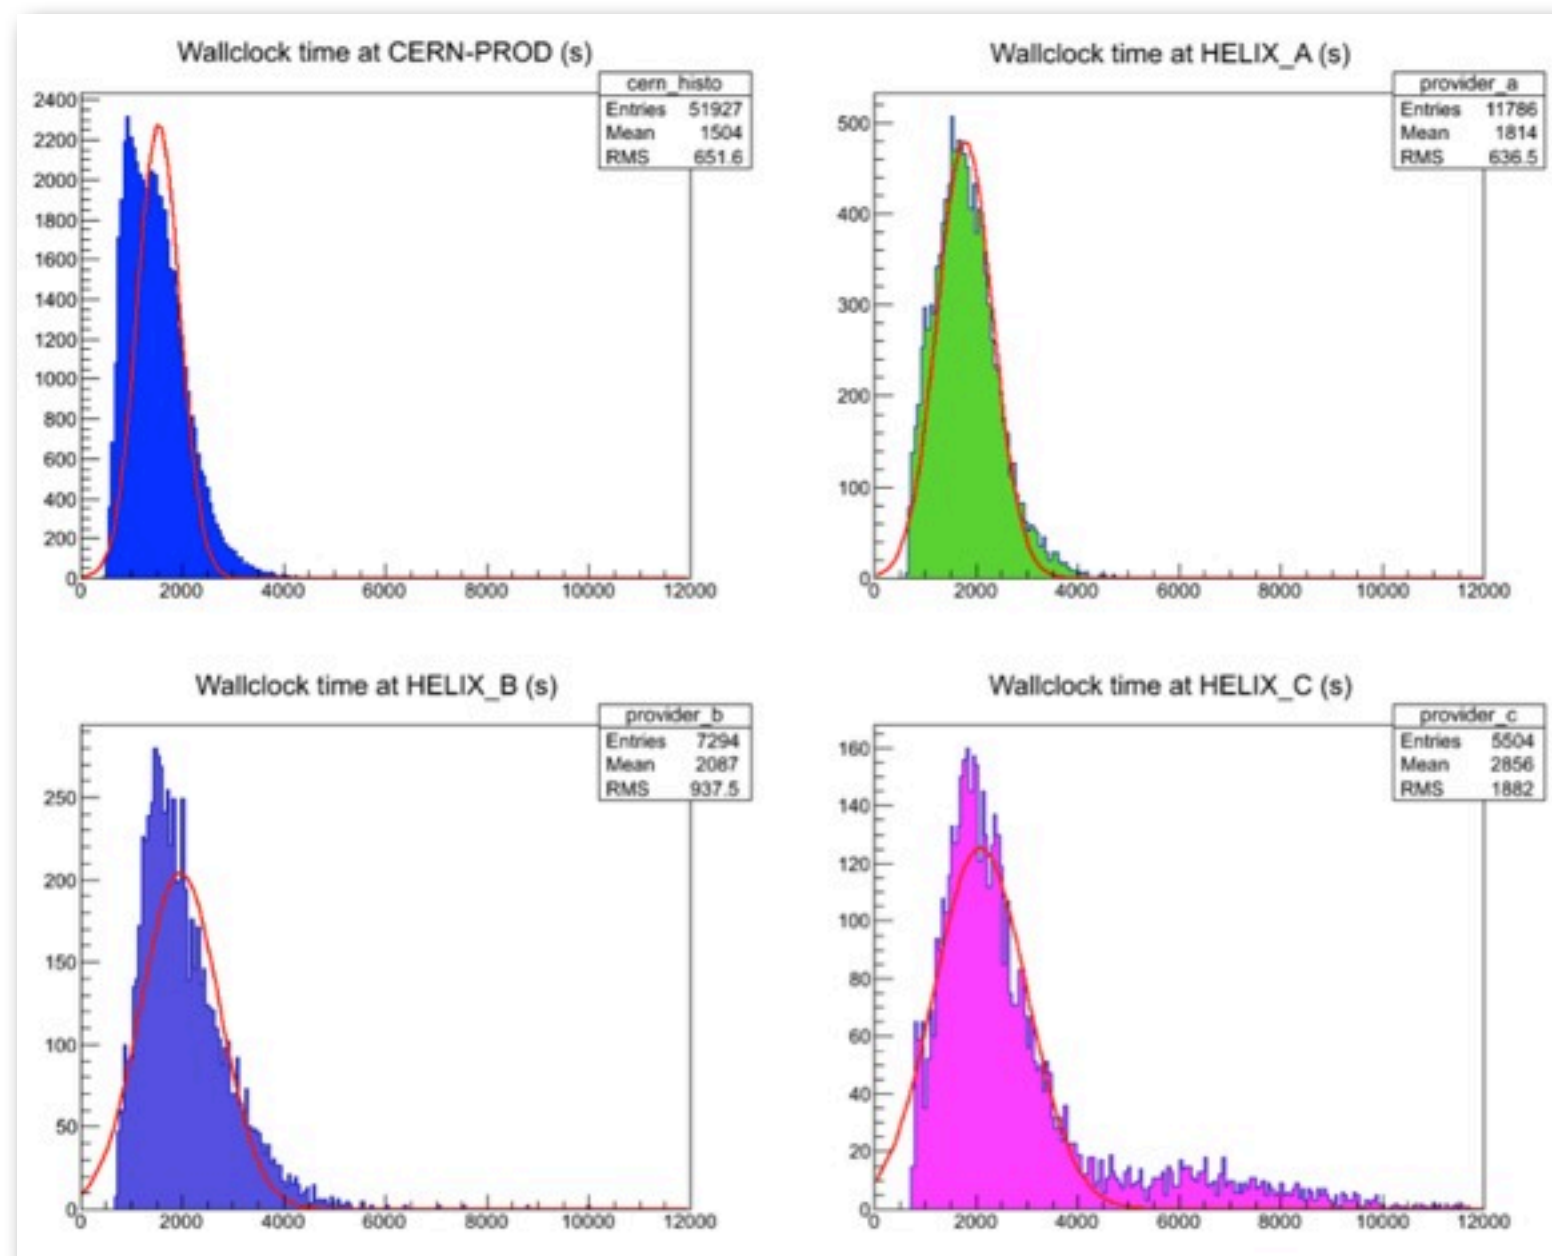 Wallclock time at CERN-PROD (s)
cern_histo
Entries 51927
Mean 1504
RMS 651.6
2400
2200
2000
1800
1600
1400
1200
1000
800
600
400
200
0
0 2000 4000 6000 8000 10000 12000
Wallclock time at HELIX_A (s)
provider_a
Entries 11786
Mean 1814
RMS 636.5
500
400
300
200
100
0
0 2000 4000 6000 8000 10000 12000
Wallclock time at HELIX_B (s)
provider_b
Entries 7294
Mean 2087
RMS 937.5
250
200
150
100
50
0
0 2000 4000 6000 8000 10000 12000
Wallclock time at HELIX_C (s)
provider_c
Entries 5504
Mean 2856
RMS 1882
160
140
120
100
80
60
40
20
0
0 2000 4000 6000 8000 10000 12000